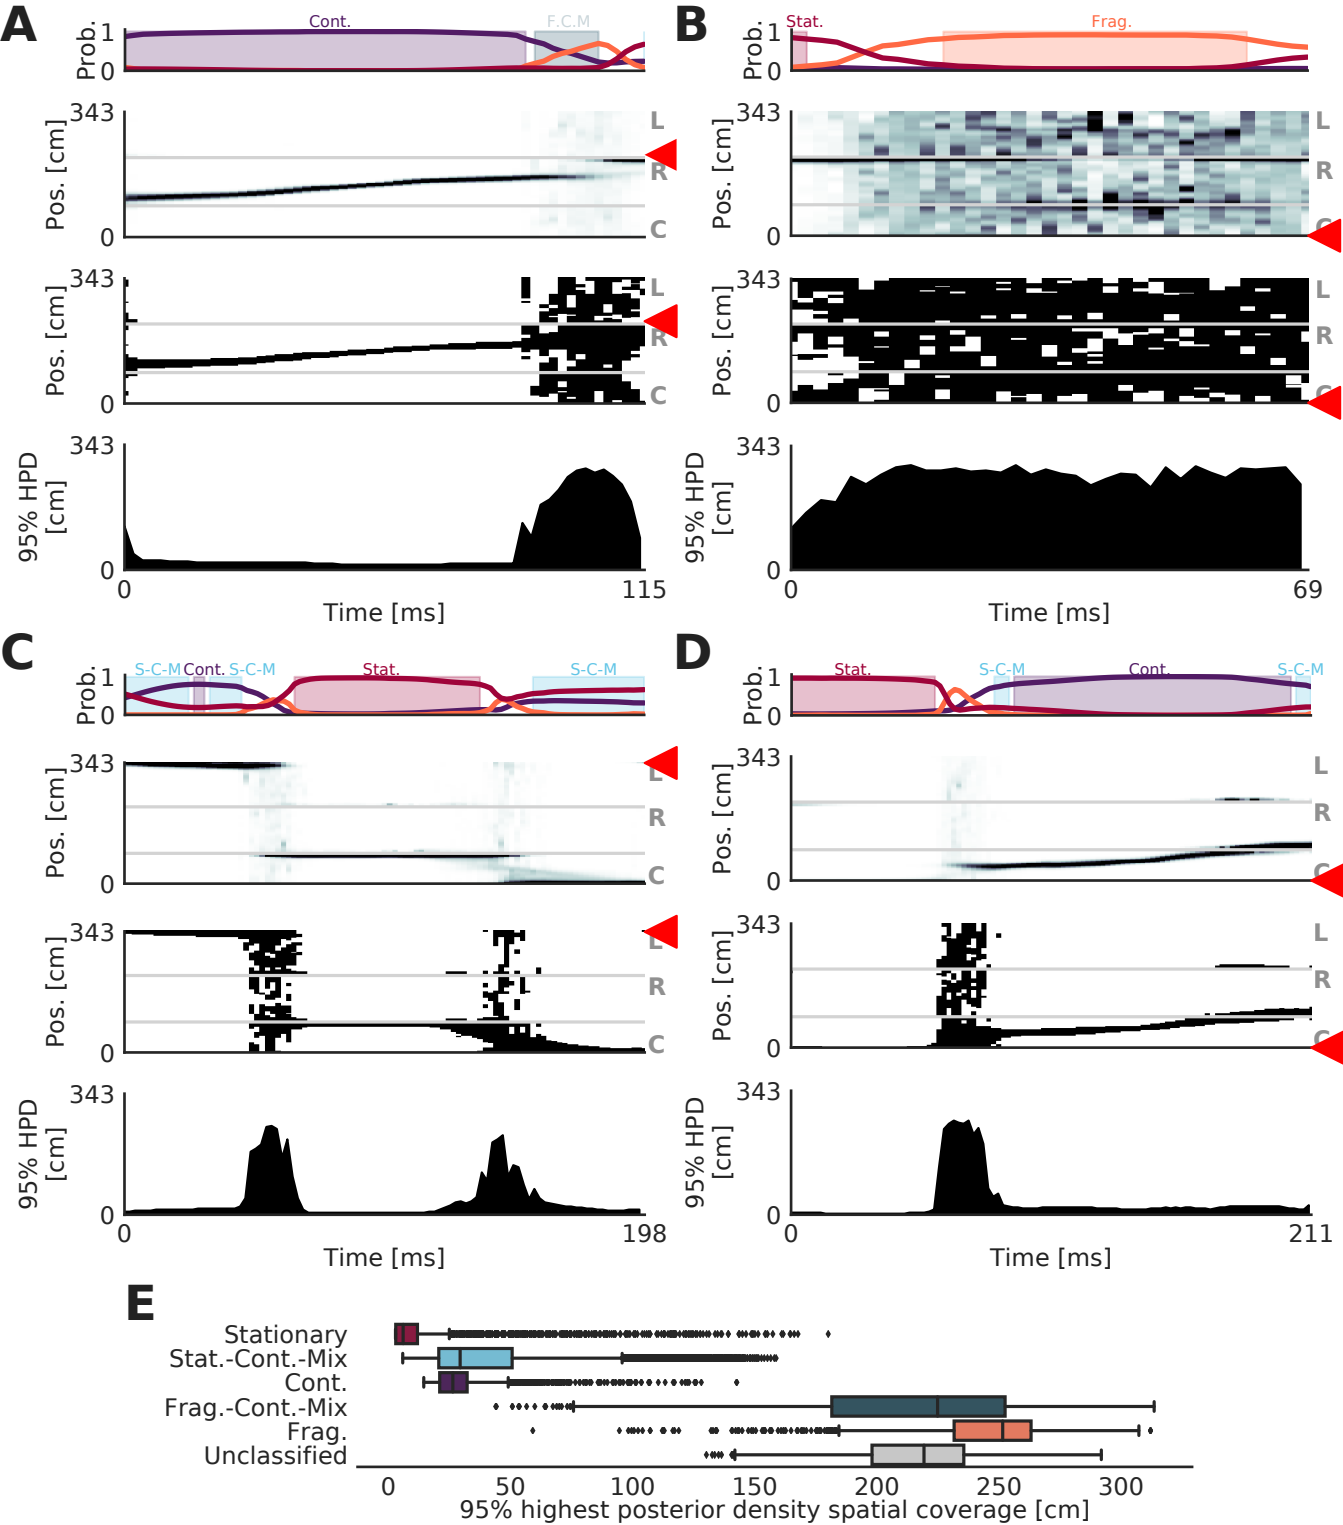 A
Prob.
1
0
Cont.
F.C.M
Pos. [cm]
343
0
L
R
C
Pos. [cm]
343
0
L
R
C
95% HPD
[cm]
343
0
0
115
Time [ms]
B
Prob.
1
0
Stat.
Frag.
Pos. [cm]
343
0
L
R
C
Pos. [cm]
343
0
L
R
C
95% HPD
[cm]
343
0
0
69
Time [ms]
C
Prob.
1
0
S-C-M
Cont.
S-C-M
Stat.
S-C-M
Pos. [cm]
343
0
L
R
C
Pos. [cm]
343
0
L
R
C
95% HPD
[cm]
343
0
0
198
Time [ms]
D
Prob.
1
0
Stat.
S-C-M
Cont.
S-C-M
Pos. [cm]
343
0
L
R
C
Pos. [cm]
343
0
L
R
C
95% HPD
[cm]
343
0
0
211
Time [ms]
E
Stationary
Stat.-Cont.-Mix
Cont.
Frag.-Cont.-Mix
Frag.
Unclassified
0 50 100 150 200 250 300
95% highest posterior density spatial coverage [cm]